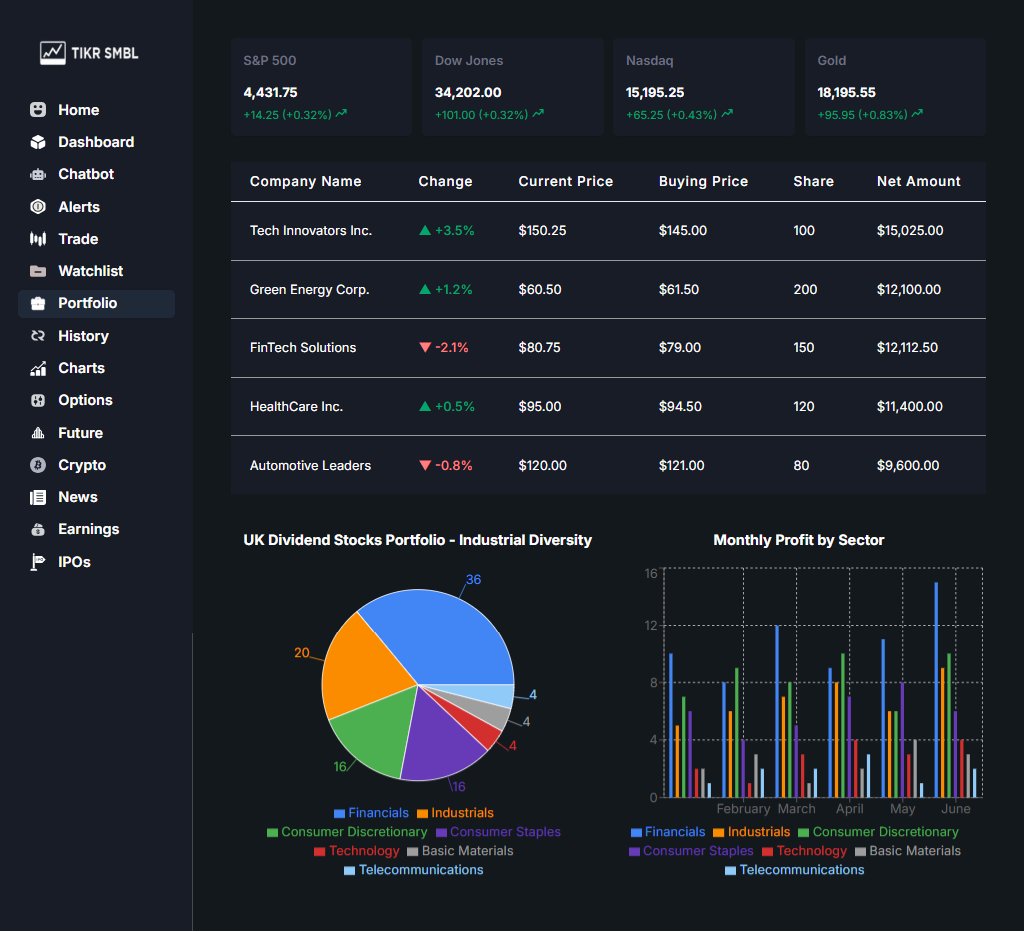 TIKR SMBL
Home
Dashboard
Chatbot
Alerts
Trade
Watchlist
Portfolio
History
Charts
Options
Future
Crypto
News
Earnings
IPOs
S&P 500
4,431.75
+14.25 (+0.32%)
Dow Jones
34,202.00
+101.00 (+0.32%)
Nasdaq
15,195.25
+65.25 (+0.43%)
Gold
18,195.55
+95.95 (+0.83%)
Company Name Change Current Price Buying Price Share Net Amount
Tech Innovators Inc. ▲ +3.5% $150.25 $145.00 100 $15,025.00
Green Energy Corp. ▲ +1.2% $60.50 $61.50 200 $12,100.00
FinTech Solutions ▼ -2.1% $80.75 $79.00 150 $12,112.50
HealthCare Inc. ▲ +0.5% $95.00 $94.50 120 $11,400.00
Automotive Leaders ▼ -0.8% $120.00 $121.00 80 $9,600.00
UK Dividend Stocks Portfolio - Industrial Diversity
36
20
4
4
4
16
16
Financials Industrials
Consumer Discretionary Consumer Staples
Technology Basic Materials
Telecommunications
Monthly Profit by Sector
16
12
8
4
0
February March April May June
Financials Industrials Consumer Discretionary
Consumer Staples Technology Basic Materials
Telecommunications